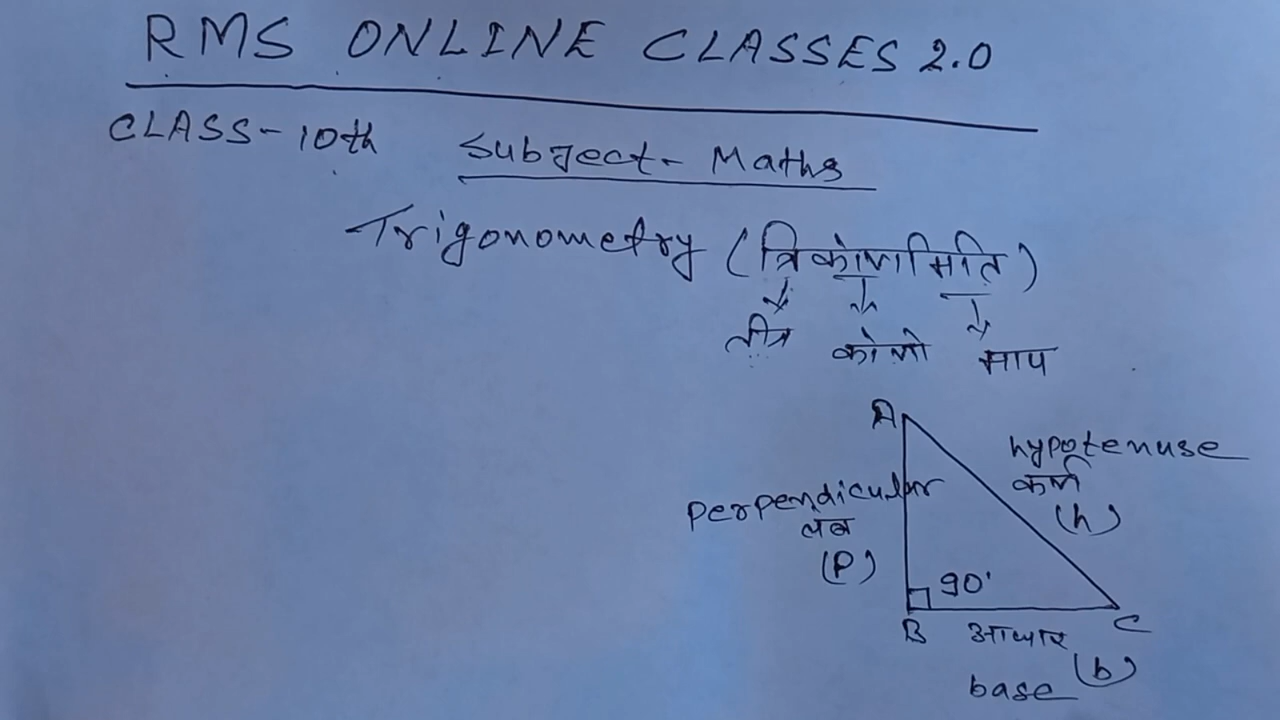 RMS ONLINE CLASSES 2.0
CLASS - 10th Subject - Maths
Trigonometry (त्रिकोणमिति)
तीन कोणो माप
A
hypotenuse
कर्ण
(h)
perpendicular
लंब
(P)
90°
B आधार C
base (b)